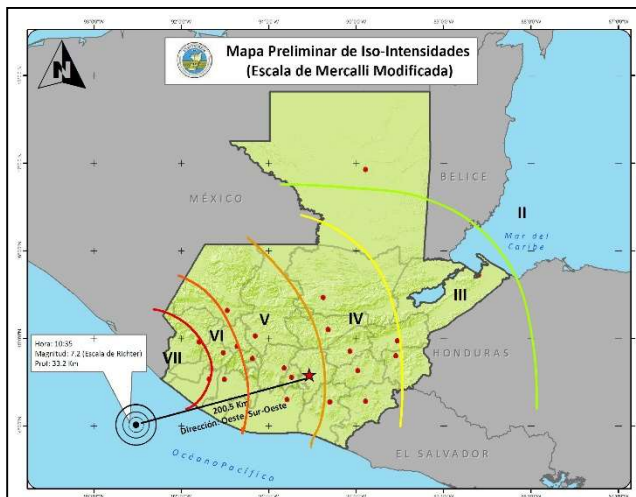 Mapa Preliminar de Iso-Intensidades
(Escala de Mercalli Modificada)
N
MÉXICO
BELICE
II
Mar del
Caribe
III
IV
V
VI
VII
HONDURAS
Hora: 10:35
Magnitud: 7.2 (Escala de Richter)
Prof: 33.2 Km
200.5 Km
Dirección: Oeste, Sur-Oeste
Océano Pacífico
EL SALVADOR